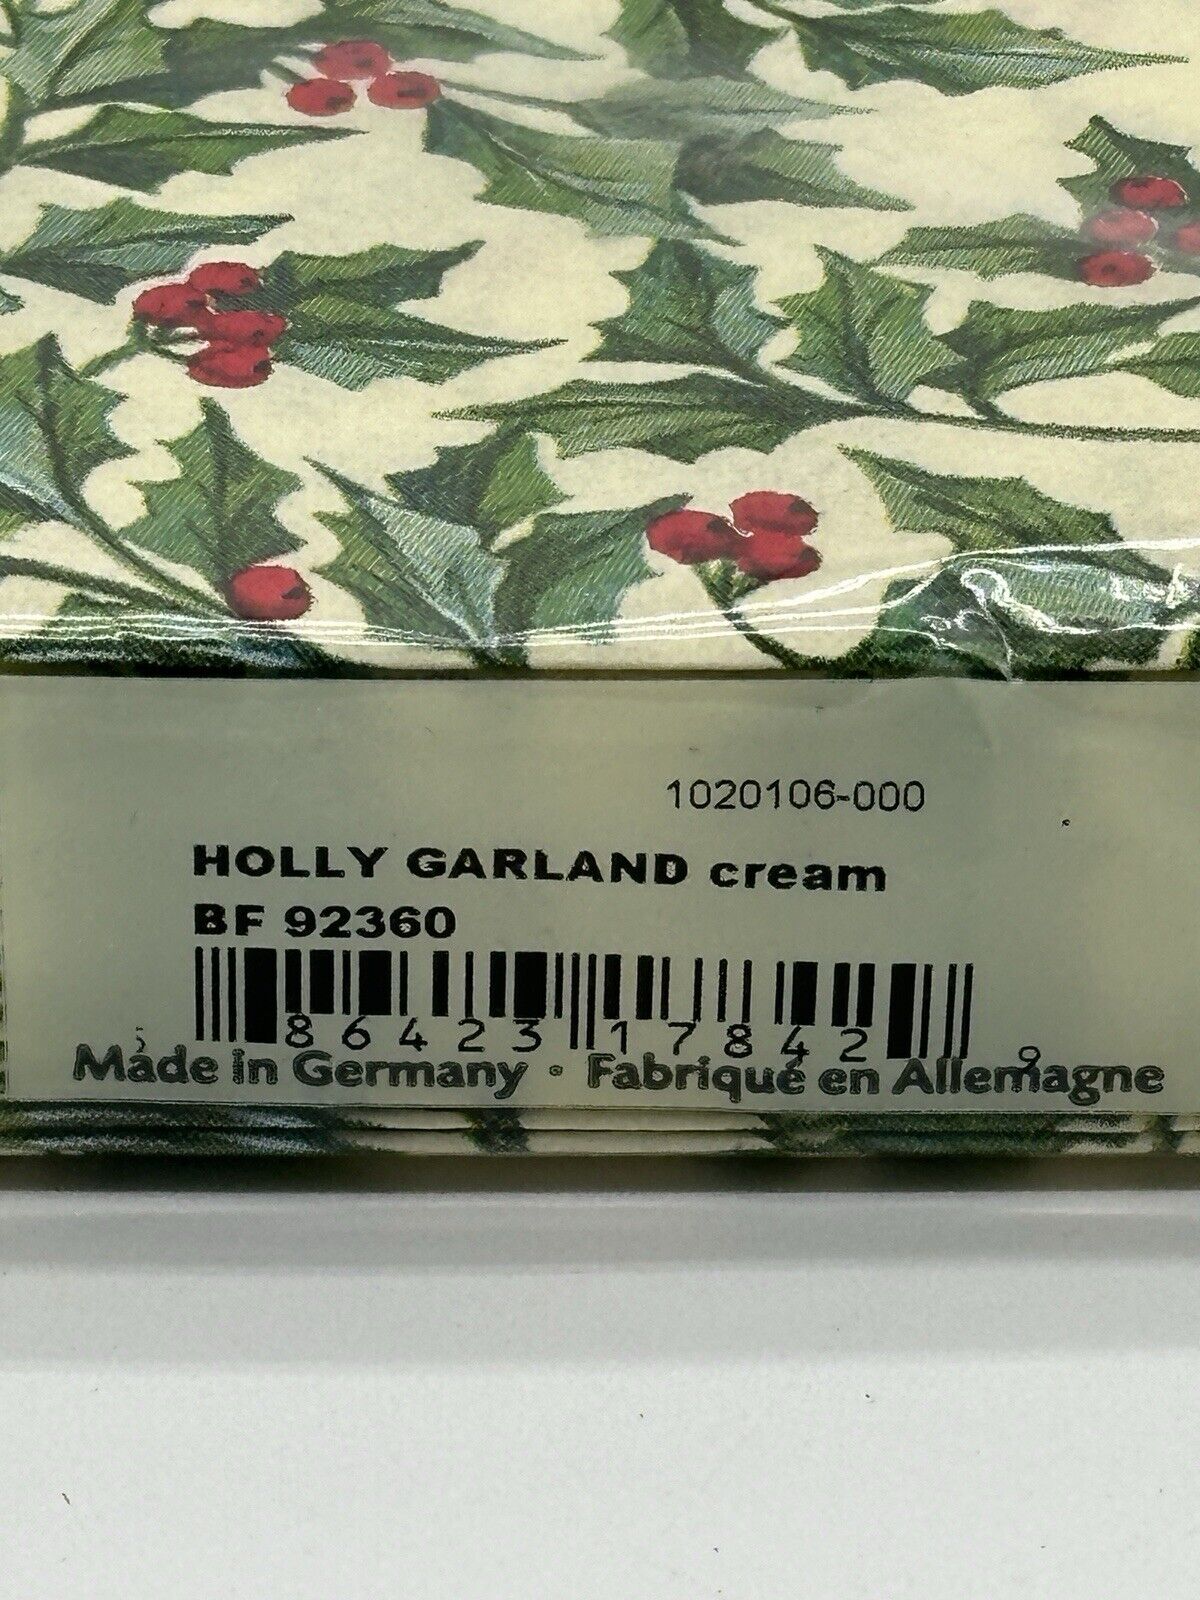 1020106-000
HOLLY GARLAND cream
BF 92360
5 86423 17842 9
Made in Germany • Fabriqué en Allemagne